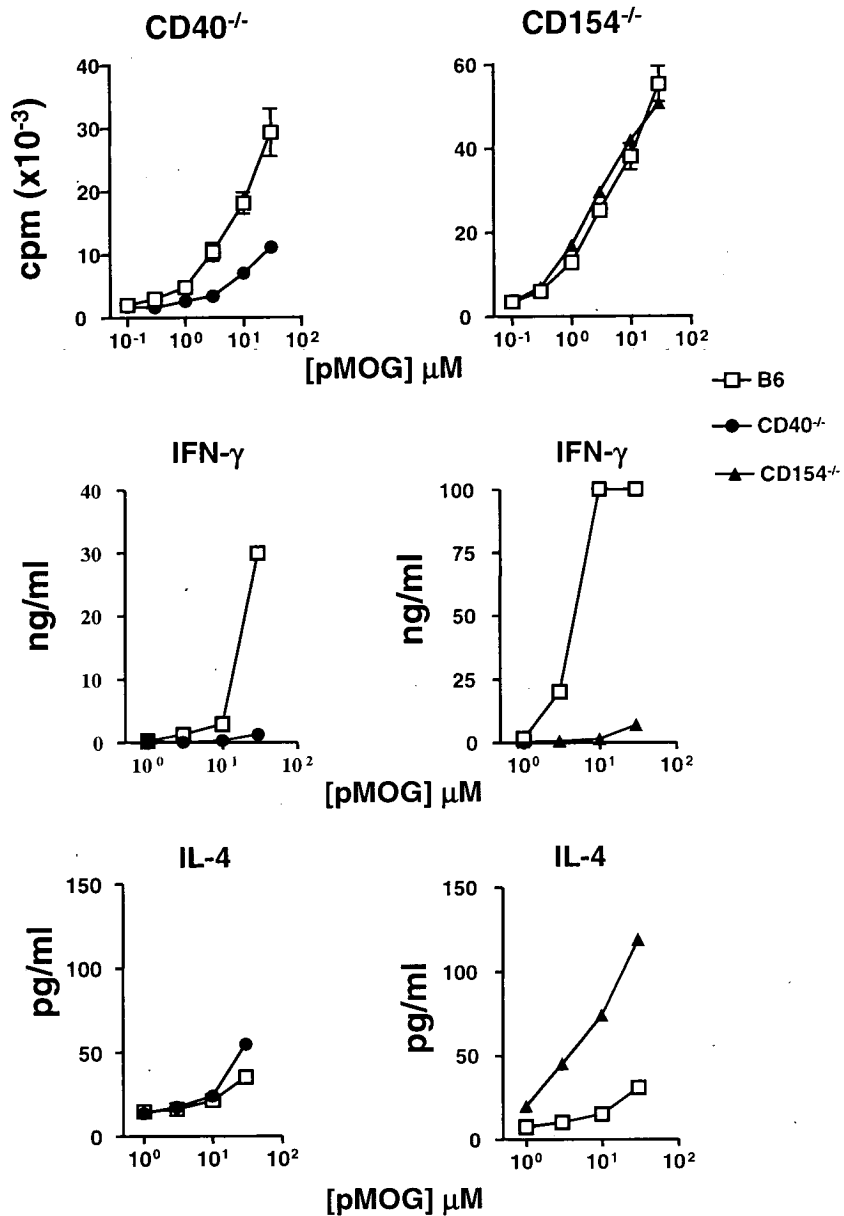 CD40⁻/⁻
CD154⁻/⁻
cpm (x10⁻³)
40
30
20
10
0
10⁻¹ 10⁰ 10¹ 10²
60
40
20
0
10⁻¹ 10⁰ 10¹ 10²
[pMOG] μM
B6
CD40⁻/⁻
CD154⁻/⁻
IFN-γ
IFN-γ
ng/ml
40
30
20
10
0
10⁰ 10¹ 10²
ng/ml
100
75
50
25
0
10⁰ 10¹ 10²
[pMOG] μM
IL-4
IL-4
pg/ml
150
100
50
0
10⁰ 10¹ 10²
pg/ml
150
100
50
0
10⁰ 10¹ 10²
[pMOG] μM